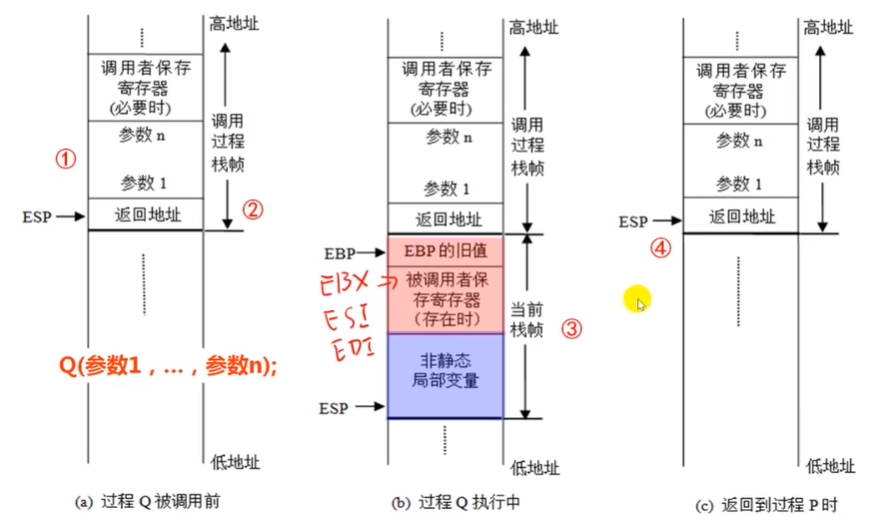 高地址
调用者保存
寄存器
(必要时)
参数 n
①
调用
过程
栈帧
参数 1
②
ESP
返回地址
Q(参数1，…，参数n);
低地址
(a) 过程 Q 被调用前
高地址
调用者保存
寄存器
(必要时)
参数 n
调用
过程
栈帧
参数 1
返回地址
EBP
EBP 的旧值
EBX
ESI
EDI
被调用者保
存寄存器
(存在时)
当前
栈帧
③
非静态
局部变量
ESP
低地址
(b) 过程 Q 执行中
高地址
调用者保存
寄存器
(必要时)
参数 n
调用
过程
栈帧
参数 1
ESP
返回地址
④
低地址
(c) 返回到过程 P 时